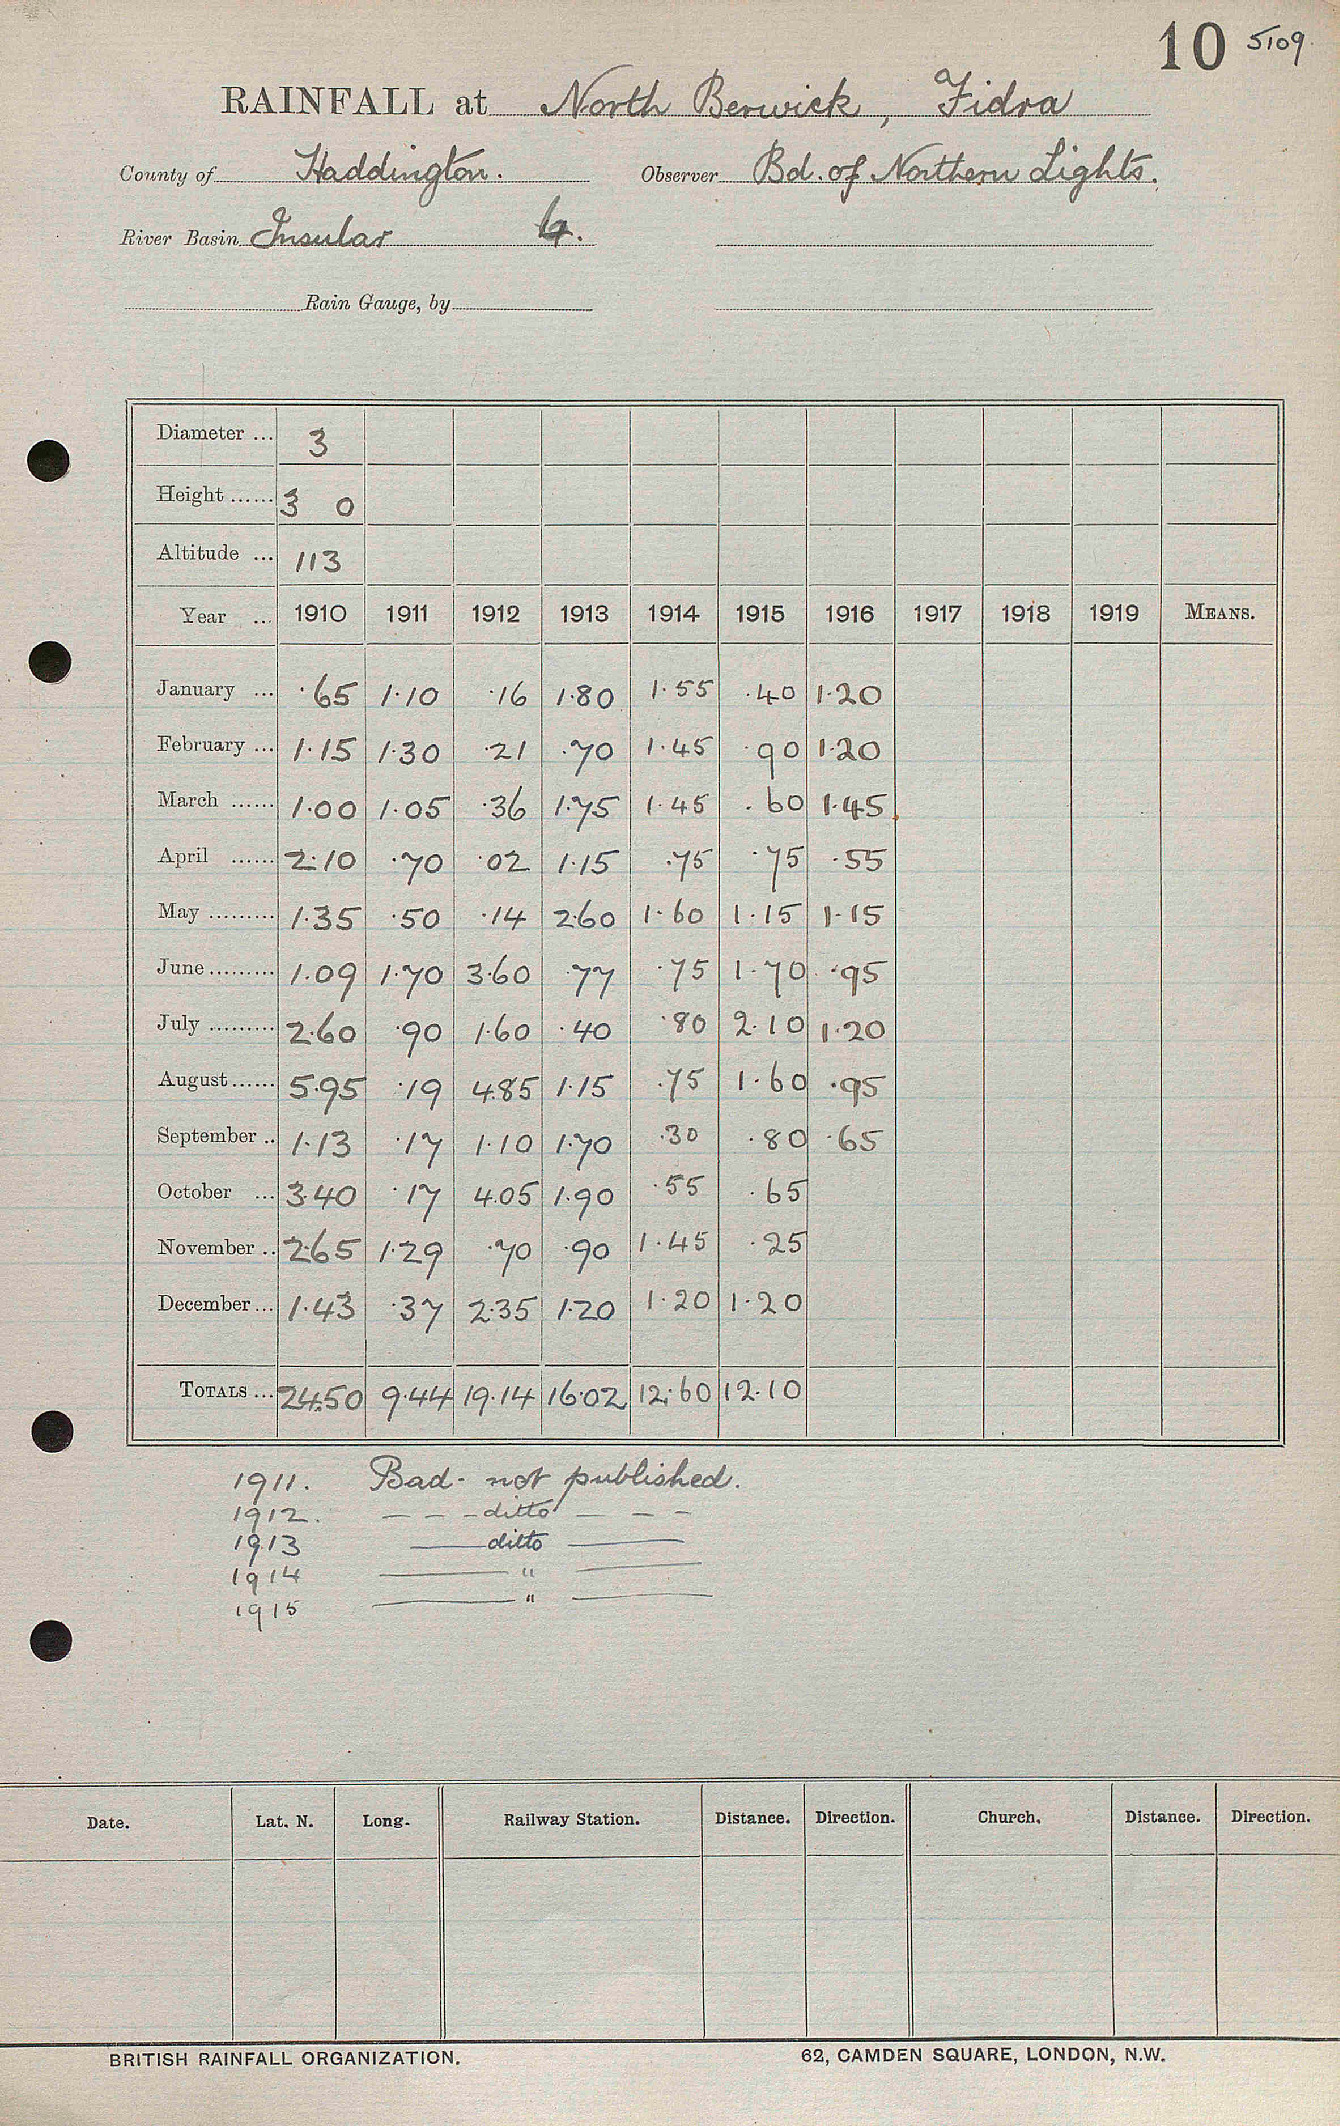 10 5109.
RAINFALL at North Berwick, Fidra
County of Haddington. Observer Bd. of Northern Lights.
River Basin Insular
Rain Gauge, by
Diameter ... 3
Height ...... 3 0
Altitude ... 113
Year ... 1910 1911 1912 1913 1914 1915 1916 1917 1918 1919 MEANS.
January ... ·65 1·10 ·16 1·80 1·55 ·40 1·20
February ... 1·15 1·30 ·21 ·70 1·45 ·90 1·20
March ...... 1·00 1·05 ·36 1·75 1·45 ·60 1·45
April ...... 2·10 ·70 ·02 1·15 ·75 ·75 ·55
May ......... 1·35 ·50 ·14 2·60 1·60 1·15 1·15
June ......... 1·09 1·70 3·60 ·77 ·75 1·70 ·95
July ......... 2·60 ·90 1·60 ·40 ·80 2·10 1·20
August ...... 5·95 ·19 4·85 1·15 ·75 1·60 ·95
September .. 1·13 ·17 1·10 1·70 ·30 ·80 ·65
October ... 3·40 ·17 4·05 1·90 ·55 ·65
November .. 2·65 1·29 ·70 ·90 1·45 ·25
December ... 1·43 ·37 2·35 1·20 1·20 1·20
TOTALS ... 24·50 9·44 19·14 16·02 12·60 12·10
1911. Bad - not published.
1912. — — — ditto — — —
1913 —— ditto ——
1914 —— " ——
1915 —— " ——
Date. Lat. N. Long. Railway Station. Distance. Direction. Church. Distance. Direction.
BRITISH RAINFALL ORGANIZATION. 62, CAMDEN SQUARE, LONDON, N.W.